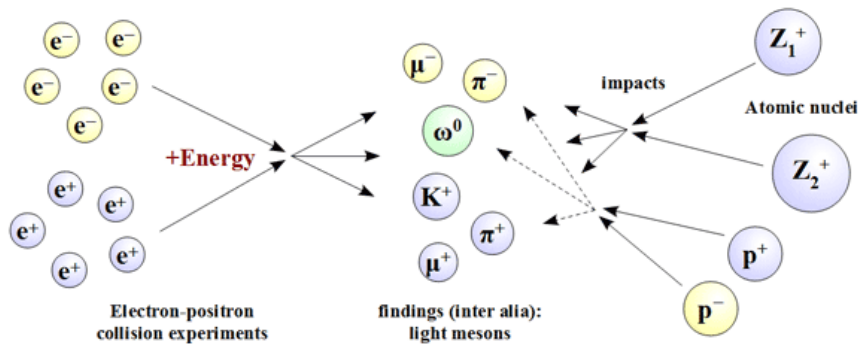 e⁻
e⁻
e⁻
e⁻
e⁻
+Energy
e⁺
e⁺
e⁺
e⁺
e⁺
Electron-positron
collision experiments
μ⁻
π⁻
ω⁰
K⁺
π⁺
μ⁺
findings (inter alia):
light mesons
impacts
Z₁⁺
Atomic nuclei
Z₂⁺
p⁺
p⁻